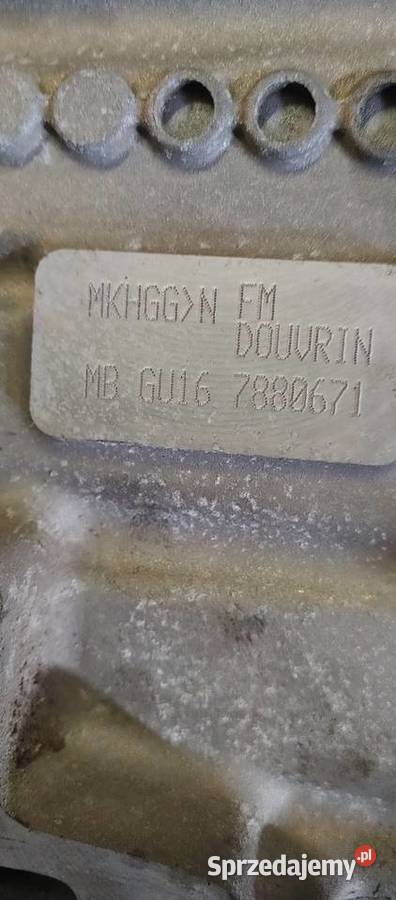 MKHGG>N FM
DOUVRIN
MB GU16 7880671
Sprzedajemy.pl